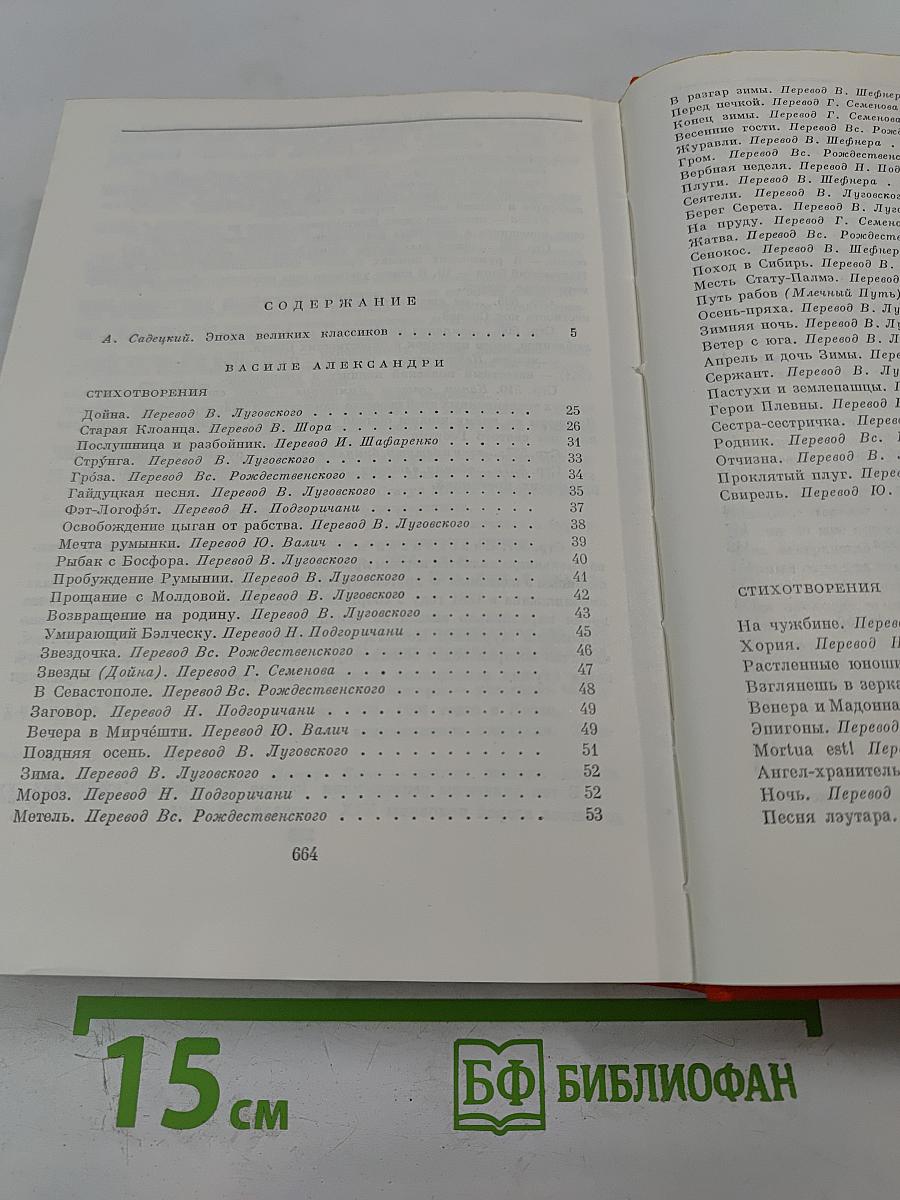 СОДЕРЖАНИЕ
А. Садецкий. Эпоха великих классиков . . . . . . . . . . 5
ВАСИЛЕ АЛЕКСАНДРИ
СТИХОТВОРЕНИЯ
Дойна. Перевод В. Луговского . . . . . . . . . . . . . . . 25
Старая Клоанца. Перевод В. Шора . . . . . . . . . . . . . 26
Послушница и разбойник. Перевод И. Шафаренко . . . . . . 31
Стру́нга. Перевод В. Луговского . . . . . . . . . . . . . . 33
Гро́за. Перевод Вс. Рождественского . . . . . . . . . . . . 34
Гайдуцкая песня. Перевод В. Луговского . . . . . . . . . . 35
Фэт-Логофэ́т. Перевод Н. Подгоричани . . . . . . . . . . . 37
Освобождение цыган от рабства. Перевод В. Луговского . . . . 38
Мечта румынки. Перевод Ю. Валич . . . . . . . . . . . . . 39
Рыбак с Босфора. Перевод В. Луговского . . . . . . . . . . 40
Пробуждение Румынии. Перевод В. Луговского . . . . . . . . 41
Прощание с Молдовой. Перевод В. Луговского . . . . . . . . 42
Возвращение на родину. Перевод В. Луговского . . . . . . . 43
Умирающий Бэлческу. Перевод Н. Подгоричани . . . . . . . . 45
Звездочка. Перевод Вс. Рождественского . . . . . . . . . . . 46
Звезды (Дойна). Перевод Г. Семенова . . . . . . . . . . . . 47
В Севастополе. Перевод Вс. Рождественского . . . . . . . . . 48
Заговор. Перевод Н. Подгоричани . . . . . . . . . . . . . 49
Вечера в Мирче́шти. Перевод Ю. Валич . . . . . . . . . . . 49
Поздняя осень. Перевод В. Луговского . . . . . . . . . . . 51
Зима. Перевод В. Луговского . . . . . . . . . . . . . . . 52
Мороз. Перевод Н. Подгоричани . . . . . . . . . . . . . . 52
Метель. Перевод Вс. Рождественского . . . . . . . . . . . . 53
664
В разгар зимы. Перевод В. Шефнер
Перед печкой. Перевод Г. Семенова
Конец зимы. Перевод Г. Семенова
Весенние гости. Перевод Вс. Рож
Журавли. Перевод В. Шефнера .
Гром. Перевод Вс. Рождествен
Вербная неделя. Перевод Н. Под
Плуги. Перевод В. Шефнера .
Сеятели. Перевод В. Луговског
Берег Серета. Перевод В. Луго
На пруду. Перевод Г. Семено
Жатва. Перевод Вс. Рождеств
Сенокос. Перевод В. Шефнер
Поход в Сибирь. Перевод В.
Месть Стату-Палмэ. Перевод
Путь рабов (Млечный Путь)
Осень-пряха. Перевод В. Лу
Зимняя ночь. Перевод В. Лу
Ветер с юга. Перевод В. Л
Апрель и дочь Зимы. Пере
Сержант. Перевод В. Лу
Пастухи и землепашцы.
Герои Плевны. Перевод
Сестра-сестричка. Перево
Родник. Перевод Вс.
Отчизна. Перевод В.
Проклятый плуг. Перев
Свирель. Перевод Ю.
СТИХОТВОРЕНИЯ
На чужбине. Перев
Хория. Перевод Н
Растленные юноши
Взглянешь в зерка
Венера и Мадонна
Эпигоны. Перевод
Mortua est! Пер
Ангел-хранитель
Ночь. Перевод
Песня лэутара.
15 см
БФ БИБЛИОФАН